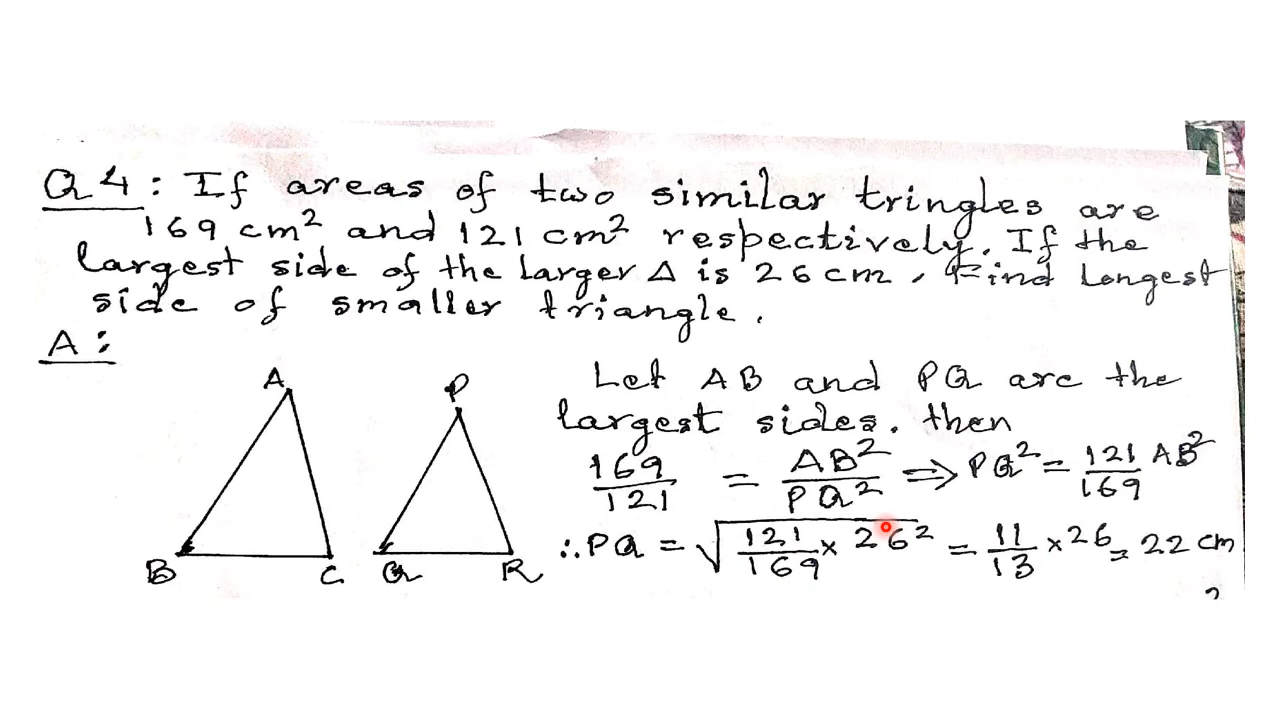 Q4: If areas of two similar tringles are
169 cm² and 121 cm² respectively. If the
largest side of the larger Δ is 26 cm, Find longest
side of smaller triangle.
A:
A
B
C
P
Q
R
Let AB and PQ are the
largest sides. then
169/121 = AB²/PQ² ⇒ PQ² = 121/169 AB²
∴ PQ = √(121/169 × 26²) = 11/13 × 26 = 22 cm